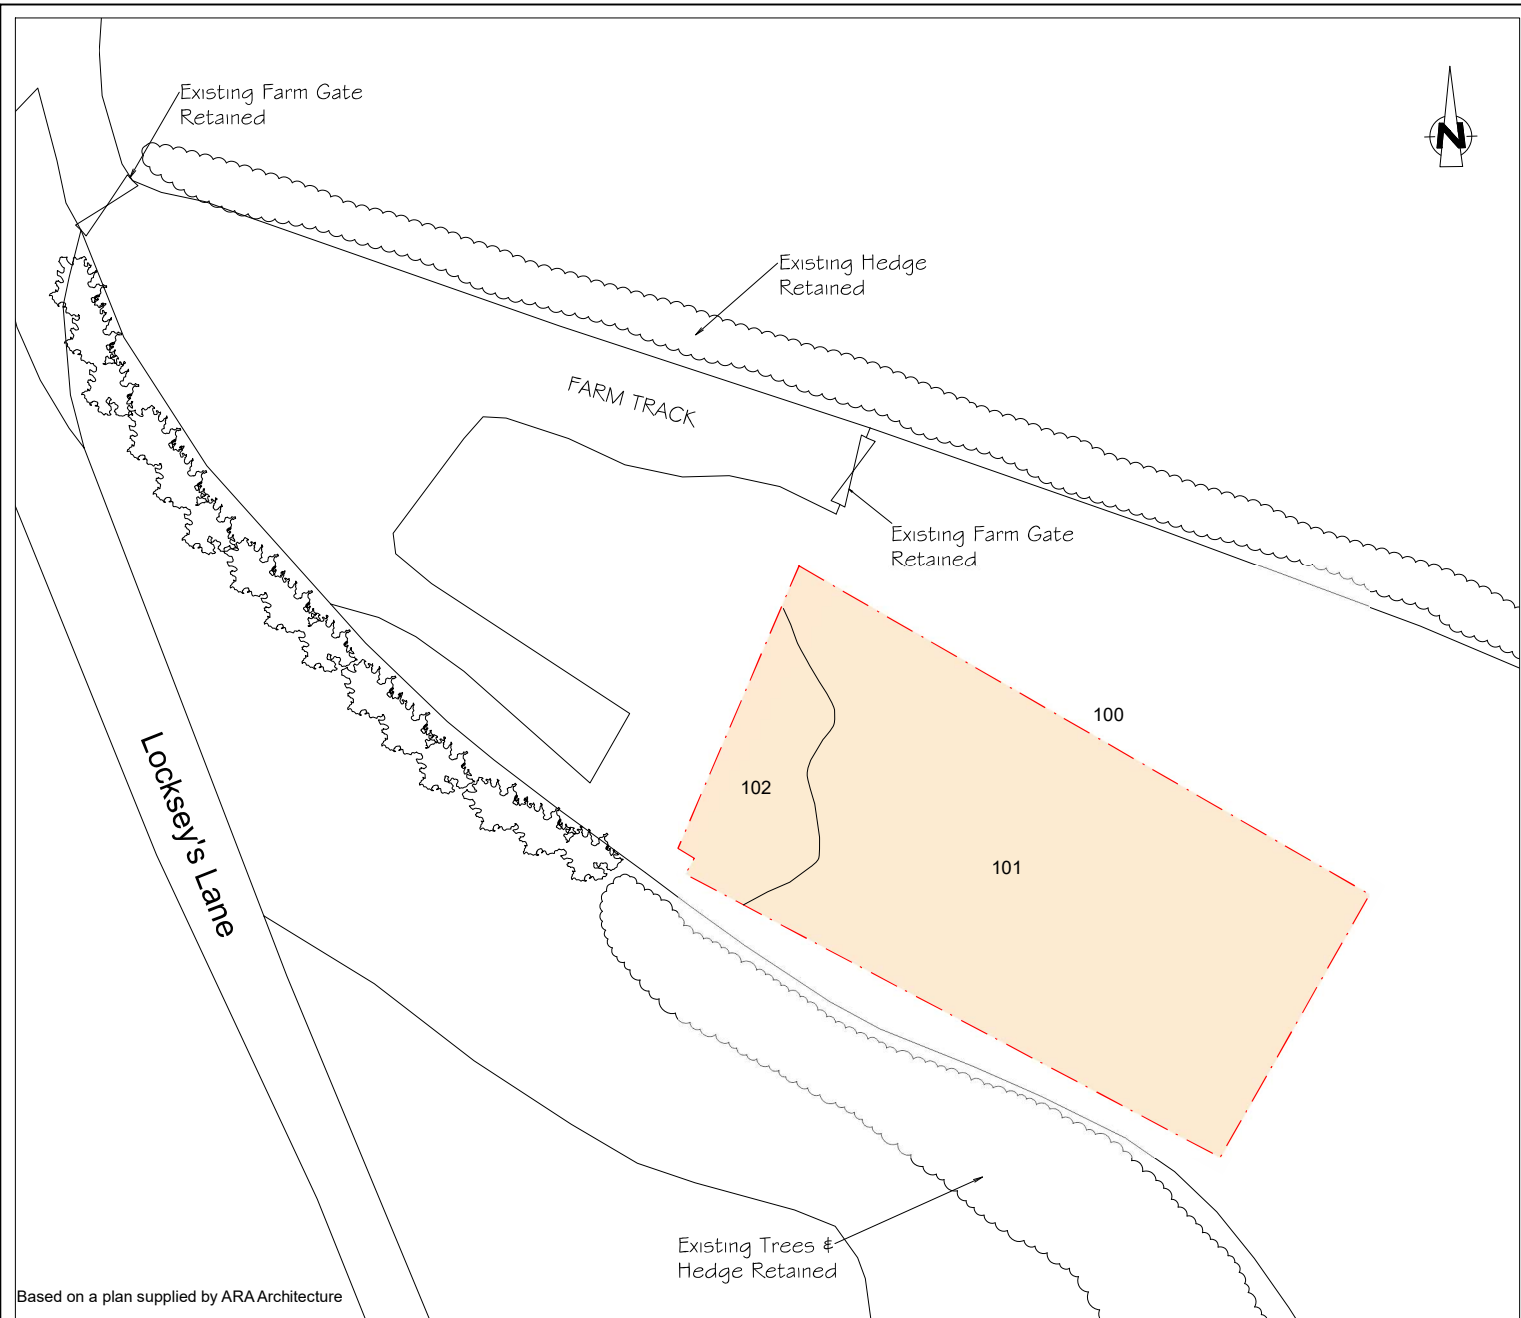 Existing Farm Gate
Retained
N
Existing Hedge
Retained
FARM TRACK
Existing Farm Gate
Retained
100
102
101
Locksey's Lane
Existing Trees &
Hedge Retained
Based on a plan supplied by ARA Architecture